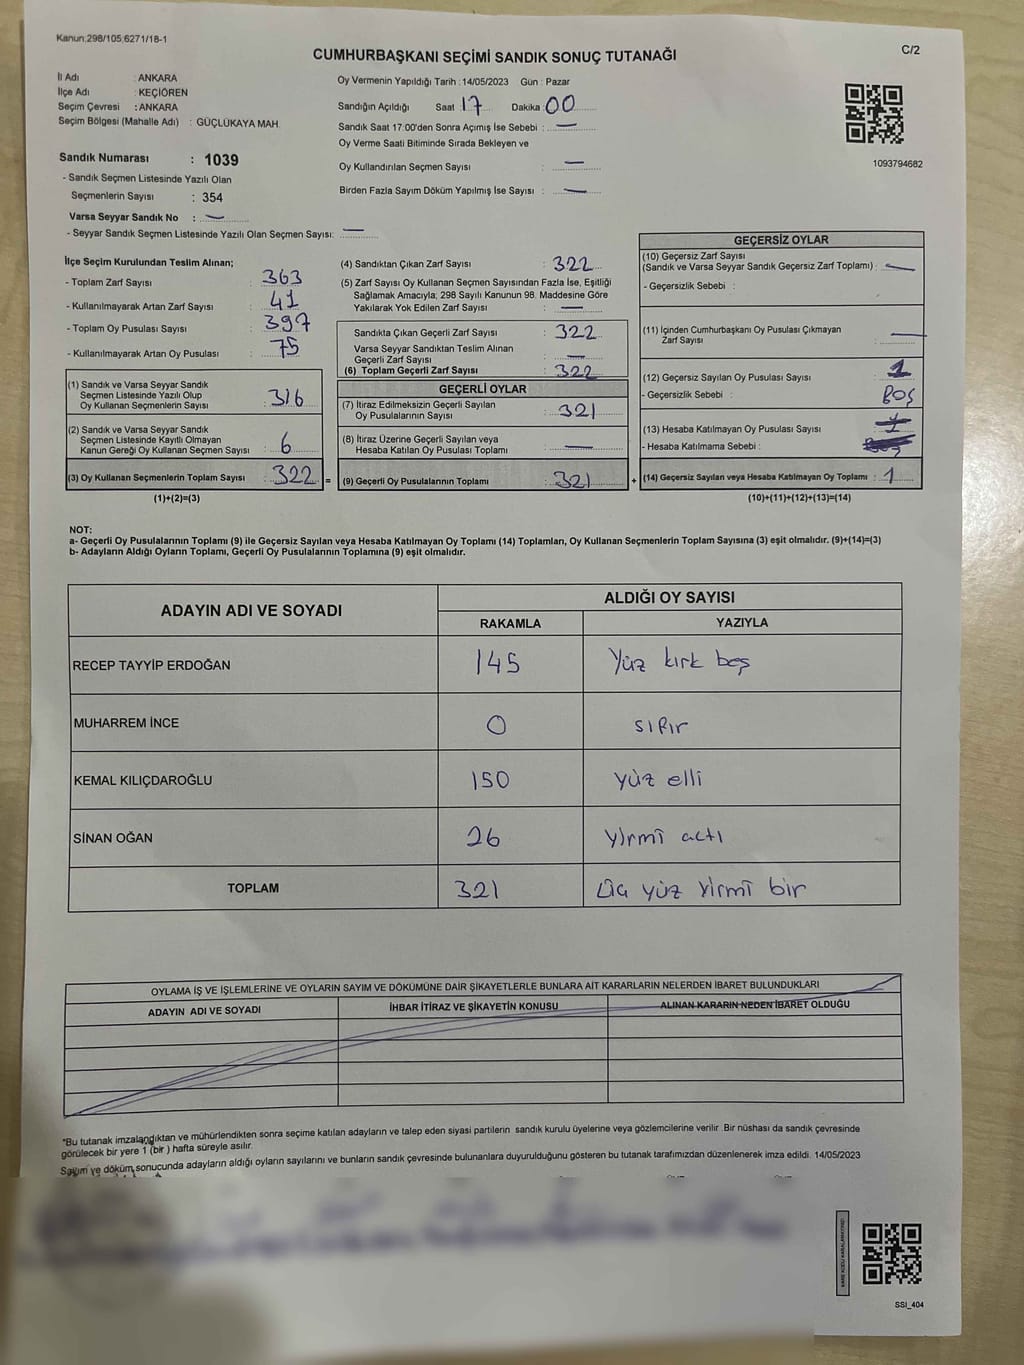 Kanun;298/105;6271/18-1
CUMHURBAŞKANI SEÇİMİ SANDIK SONUÇ TUTANAĞI
C/2
İl Adı : ANKARA
İlçe Adı : KEÇİÖREN
Seçim Çevresi : ANKARA
Seçim Bölgesi (Mahalle Adı) : GÜÇLÜKAYA MAH.
Oy Vermenin Yapıldığı Tarih : 14/05/2023 Gün : Pazar
Sandığın Açıldığı Saat : 17 Dakika : 00
Sandık Saat 17:00'den Sonra Açımış İse Sebebi : —
Oy Verme Saati Bitiminde Sırada Bekleyen ve
Oy Kullandırılan Seçmen Sayısı : —
Birden Fazla Sayım Döküm Yapılmış İse Sayısı : —
1093794682
Sandık Numarası : 1039
- Sandık Seçmen Listesinde Yazılı Olan
Seçmenlerin Sayısı : 354
Varsa Seyyar Sandık No : —
- Seyyar Sandık Seçmen Listesinde Yazılı Olan Seçmen Sayısı: —
İlçe Seçim Kurulundan Teslim Alınan;
- Toplam Zarf Sayısı : 363
- Kullanılmayarak Artan Zarf Sayısı : 41
- Toplam Oy Pusulası Sayısı : 397
- Kullanılmayarak Artan Oy Pusulası : 75
(1) Sandık ve Varsa Seyyar Sandık
Seçmen Listesinde Yazılı Olup
Oy Kullanan Seçmenlerin Sayısı : 316
(2) Sandık ve Varsa Seyyar Sandık
Seçmen Listesinde Kayıtlı Olmayan
Kanun Gereği Oy Kullanan Seçmen Sayısı : 6
(3) Oy Kullanan Seçmenlerin Toplam Sayısı : 322 =
(1)+(2)=(3)
(4) Sandıktan Çıkan Zarf Sayısı : 322
(5) Zarf Sayısı Oy Kullanan Seçmen Sayısından Fazla İse, Eşitliği
Sağlamak Amacıyla; 298 Sayılı Kanunun 98. Maddesine Göre
Yakılarak Yok Edilen Zarf Sayısı : —
Sandıkta Çıkan Geçerli Zarf Sayısı : 322
Varsa Seyyar Sandıktan Teslim Alınan
Geçerli Zarf Sayısı : —
(6) Toplam Geçerli Zarf Sayısı : 322
GEÇERLİ OYLAR
(7) İtiraz Edilmeksizin Geçerli Sayılan
Oy Pusulalarının Sayısı : 321
(8) İtiraz Üzerine Geçerli Sayılan veya
Hesaba Katılan Oy Pusulası Toplamı : —
(9) Geçerli Oy Pusulalarının Toplamı : 321 +
GEÇERSİZ OYLAR
(10) Geçersiz Zarf Sayısı
(Sandık ve Varsa Seyyar Sandık Geçersiz Zarf Toplamı) : —
- Geçersizlik Sebebi :
(11) İçinden Cumhurbaşkanı Oy Pusulası Çıkmayan
Zarf Sayısı : —
(12) Geçersiz Sayılan Oy Pusulası Sayısı : 1
- Geçersizlik Sebebi : BOŞ
(13) Hesaba Katılmayan Oy Pusulası Sayısı :
- Hesaba Katılmama Sebebi :
(14) Geçersiz Sayılan veya Hesaba Katılmayan Oy Toplamı : 1
(10)+(11)+(12)+(13)=(14)
NOT:
a- Geçerli Oy Pusulalarının Toplamı (9) ile Geçersiz Sayılan veya Hesaba Katılmayan Oy Toplamı (14) Toplamları, Oy Kullanan Seçmenlerin Toplam Sayısına (3) eşit olmalıdır. (9)+(14)=(3)
b- Adayların Aldığı Oyların Toplamı, Geçerli Oy Pusulalarının Toplamına (9) eşit olmalıdır.
ADAYIN ADI VE SOYADI
ALDIĞI OY SAYISI
RAKAMLA YAZIYLA
RECEP TAYYİP ERDOĞAN 145 Yüz kırk beş
MUHARREM İNCE 0 sıfır
KEMAL KILIÇDAROĞLU 150 yüz elli
SİNAN OĞAN 26 yirmi actı
TOPLAM 321 Üç yüz yirmi bir
OYLAMA İŞ VE İŞLEMLERİNE VE OYLARIN SAYIM VE DÖKÜMÜNE DAİR ŞİKAYETLERLE BUNLARA AİT KARARLARIN NELERDEN İBARET BULUNDUKLARI
ADAYIN ADI VE SOYADI İHBAR İTİRAZ VE ŞİKAYETİN KONUSU ALINAN KARARIN NEDEN İBARET OLDUĞU
*Bu tutanak imzalandıktan ve mühürlendikten sonra seçime katılan adayların ve talep eden siyasi partilerin sandık kurulu üyelerine veya gözlemcilerine verilir. Bir nüshası da sandık çevresinde
görülecek bir yere 1 (bir ) hafta süreyle asılır.
Sayım ve döküm sonucunda adayların aldığı oyların sayılarını ve bunların sandık çevresinde bulunanlara duyurulduğunu gösteren bu tutanak tarafımızdan düzenlenerek imza edildi. 14/05/2023
SSI_404